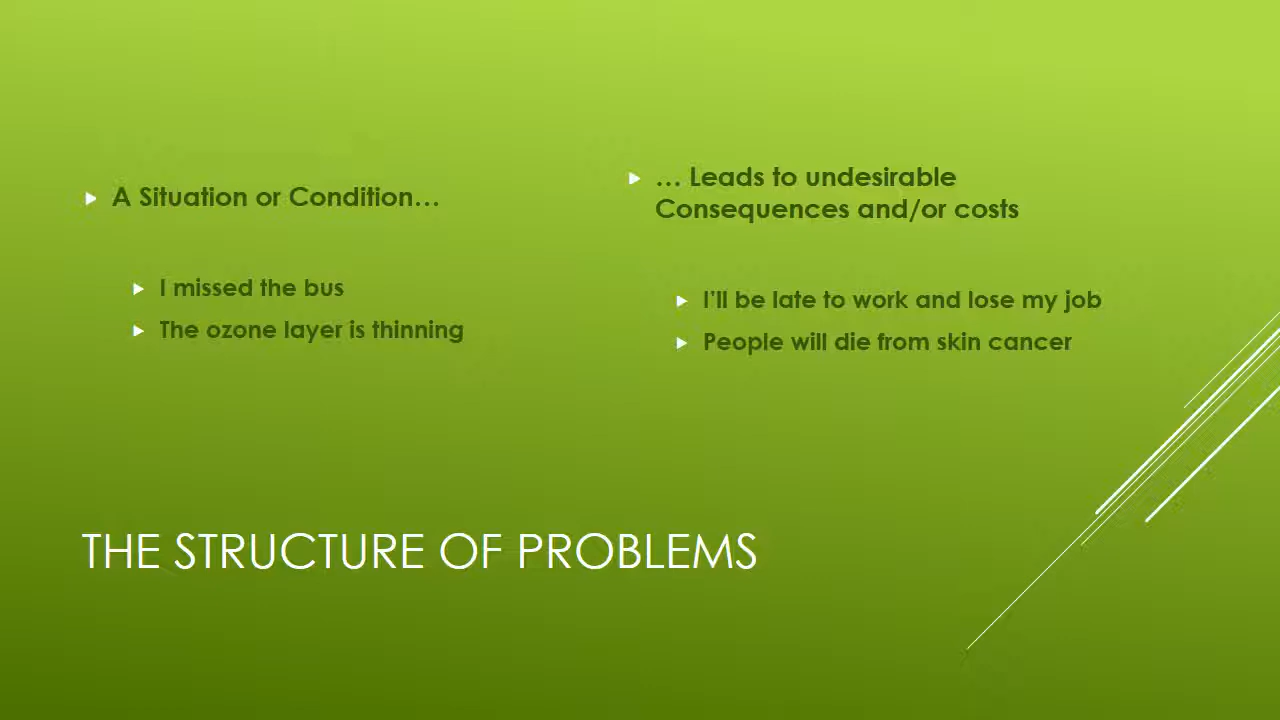 A Situation or Condition…
I missed the bus
The ozone layer is thinning
… Leads to undesirable
Consequences and/or costs
I'll be late to work and lose my job
People will die from skin cancer
THE STRUCTURE OF PROBLEMS